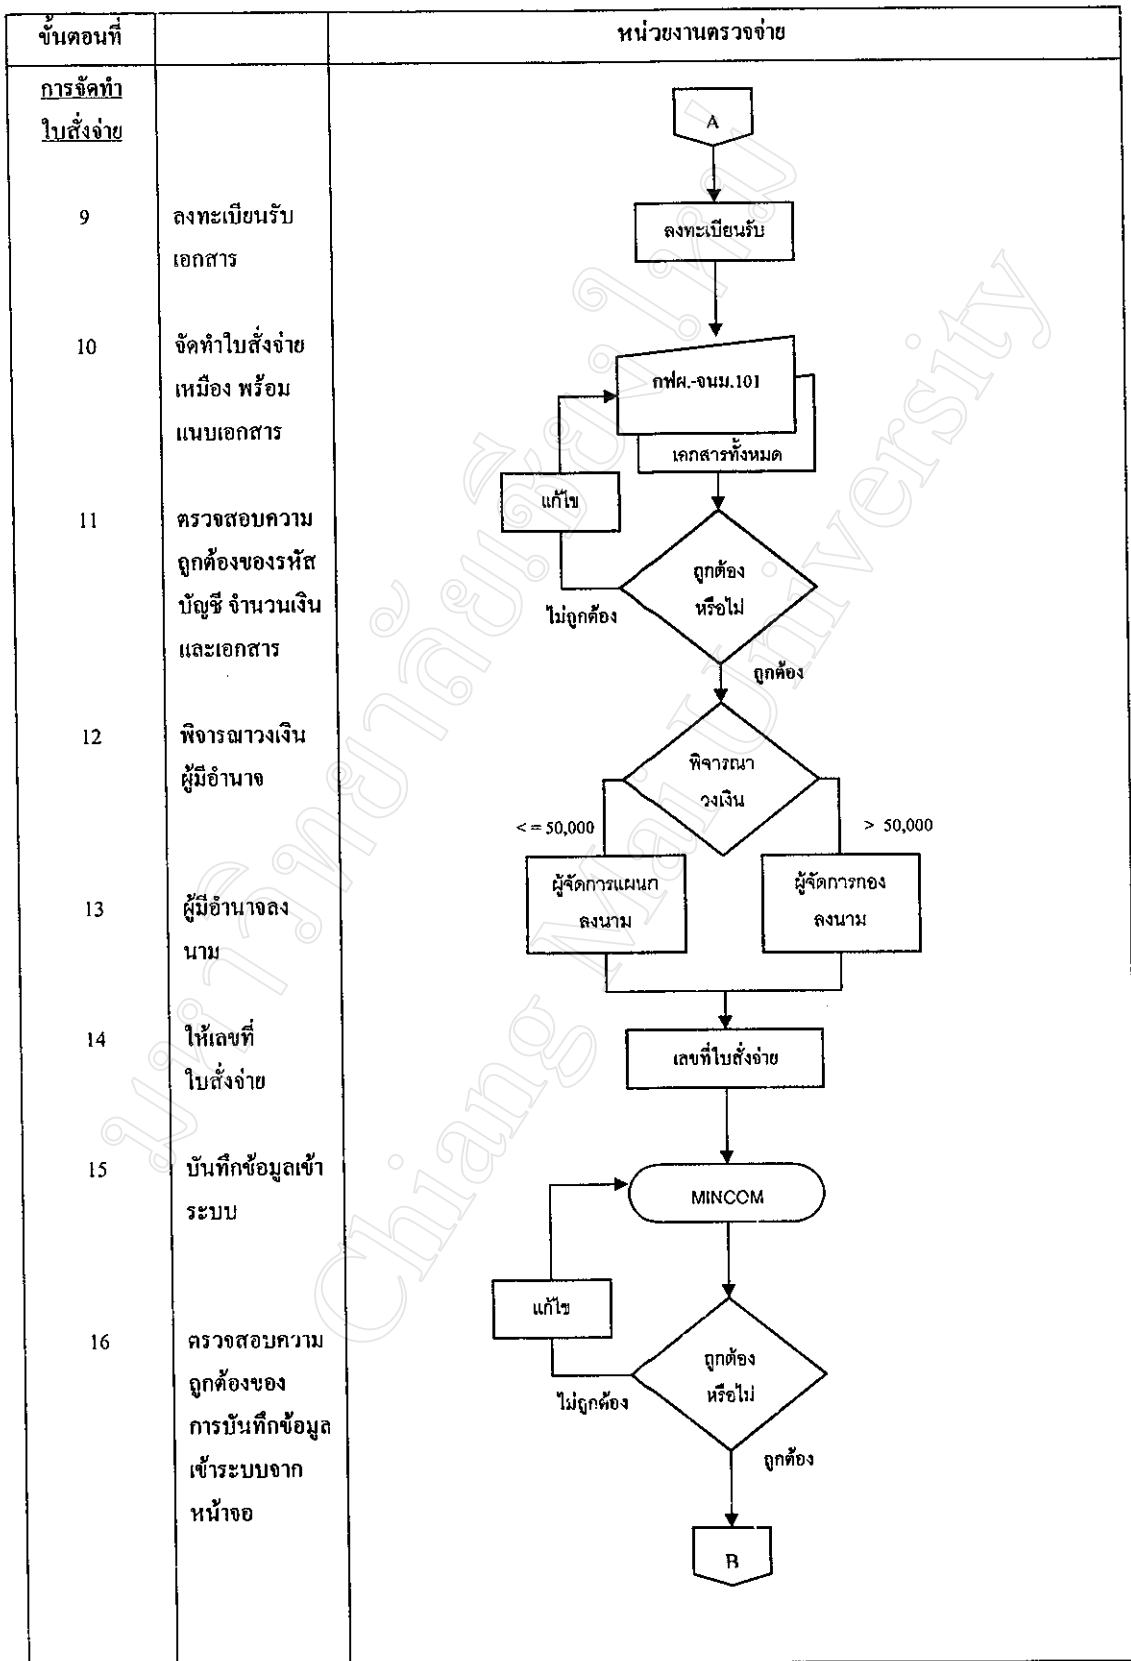 ขั้นตอนที่
หน่วยงานตรวจจ่าย
การจัดทำ
ใบสั่งจ่าย
A
9
ลงทะเบียนรับ
เอกสาร
ลงทะเบียนรับ
10
จัดทำใบสั่งจ่าย
เหมือง พร้อม
แนบเอกสาร
กฟผ.-จนม.101
เอกสารทั้งหมด
แก้ไข
11
ตรวจสอบความ
ถูกต้องของรหัส
บัญชี จำนวนเงิน
และเอกสาร
ถูกต้อง
หรือไม่
ไม่ถูกต้อง
ถูกต้อง
12
พิจารณาวงเงิน
ผู้มีอำนาจ
พิจารณา
วงเงิน
<= 50,000
> 50,000
13
ผู้มีอำนาจลง
นาม
ผู้จัดการแผนก
ลงนาม
ผู้จัดการกอง
ลงนาม
14
ให้เลขที่
ใบสั่งจ่าย
เลขที่ใบสั่งจ่าย
15
บันทึกข้อมูลเข้า
ระบบ
MINCOM
แก้ไข
16
ตรวจสอบความ
ถูกต้องของ
การบันทึกข้อมูล
เข้าระบบจาก
หน้าจอ
ถูกต้อง
หรือไม่
ไม่ถูกต้อง
ถูกต้อง
B
มหาวิทยาลัยเชียงใหม่
Chiang Mai University